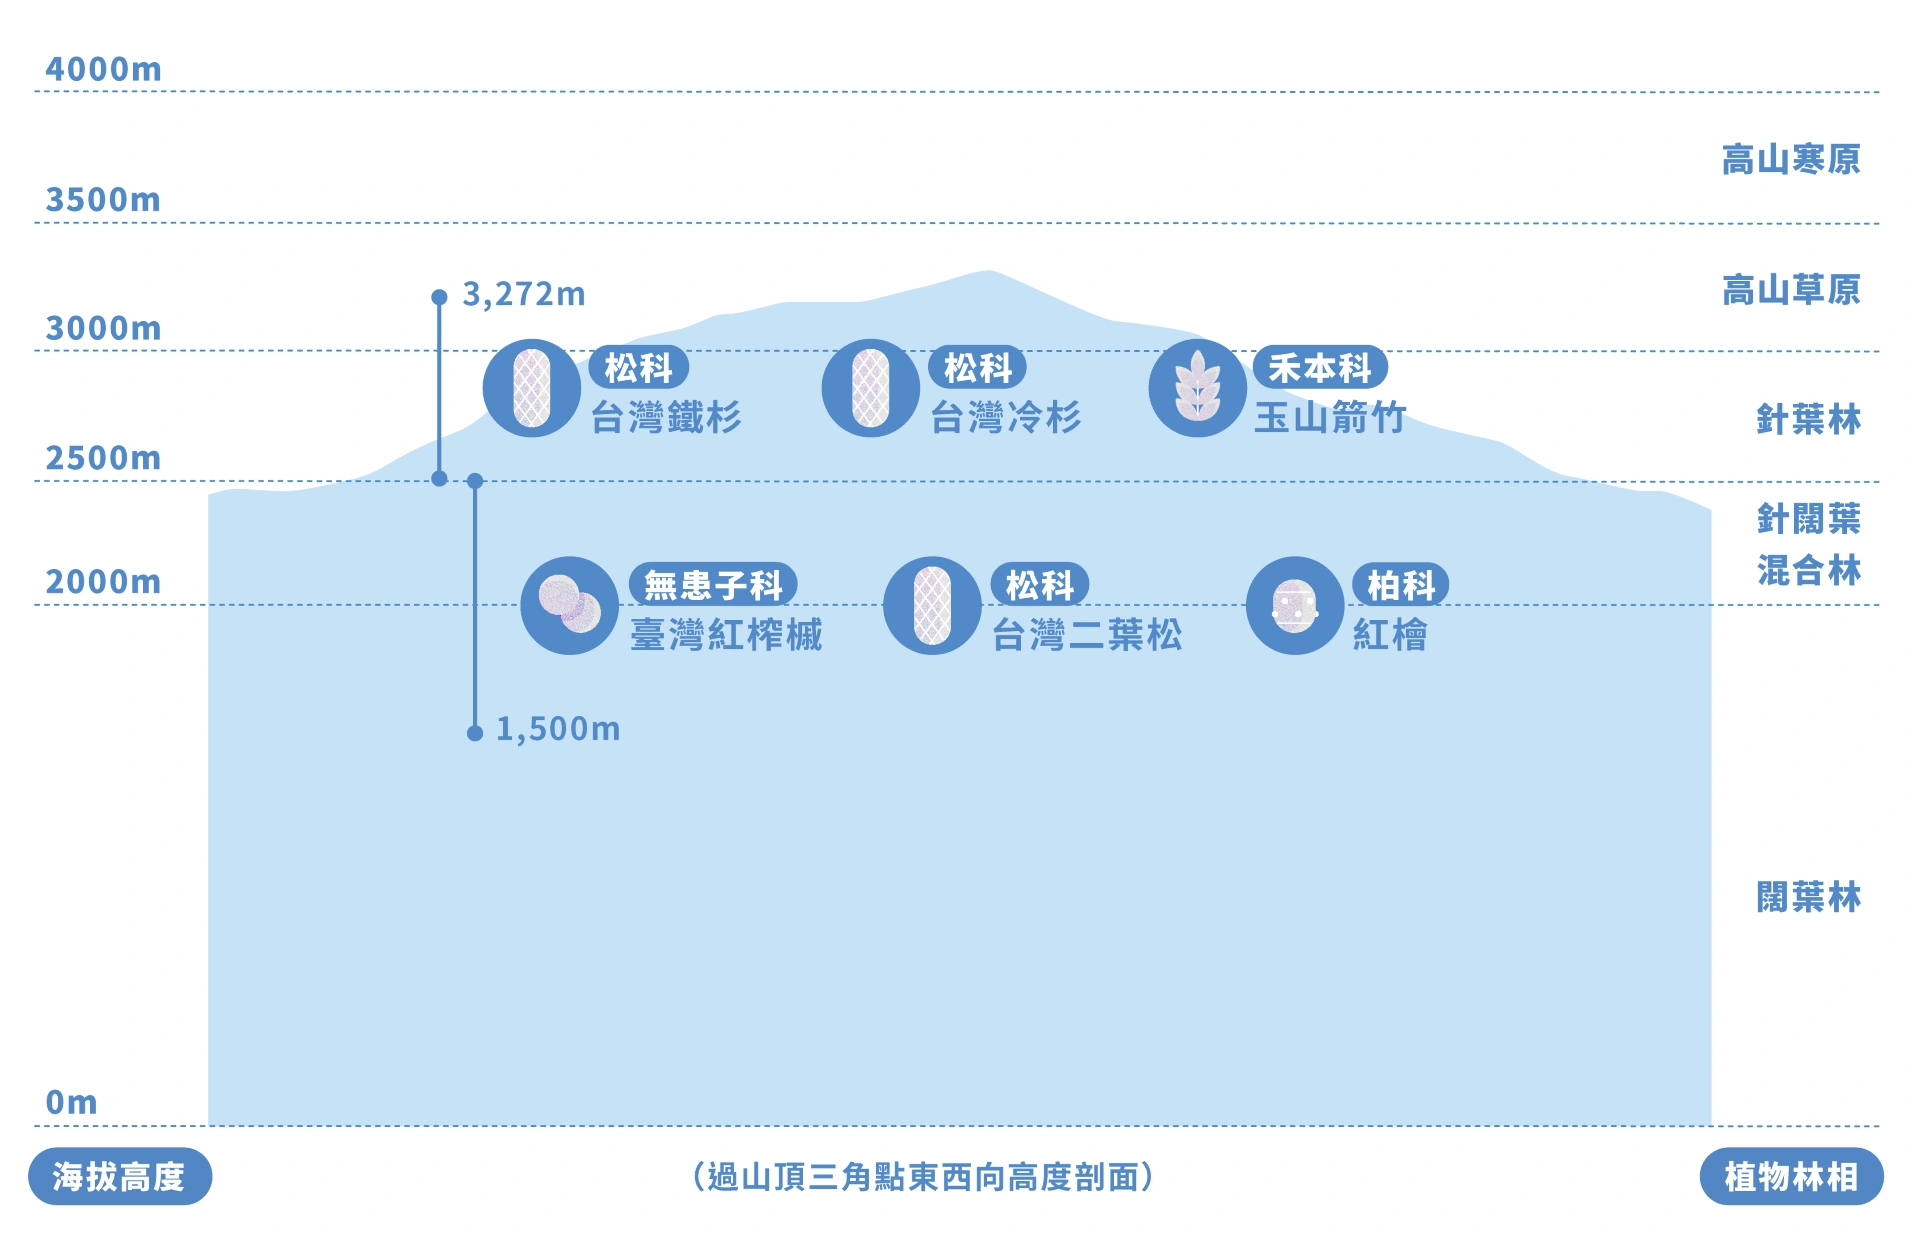 4000m
高山寒原
3500m
高山草原
3,272m
3000m
松科
台灣鐵杉
松科
台灣冷杉
禾本科
玉山箭竹
針葉林
2500m
針闊葉
混合林
2000m
無患子科
臺灣紅榨槭
松科
台灣二葉松
柏科
紅檜
1,500m
闊葉林
0m
海拔高度
（過山頂三角點東西向高度剖面）
植物林相